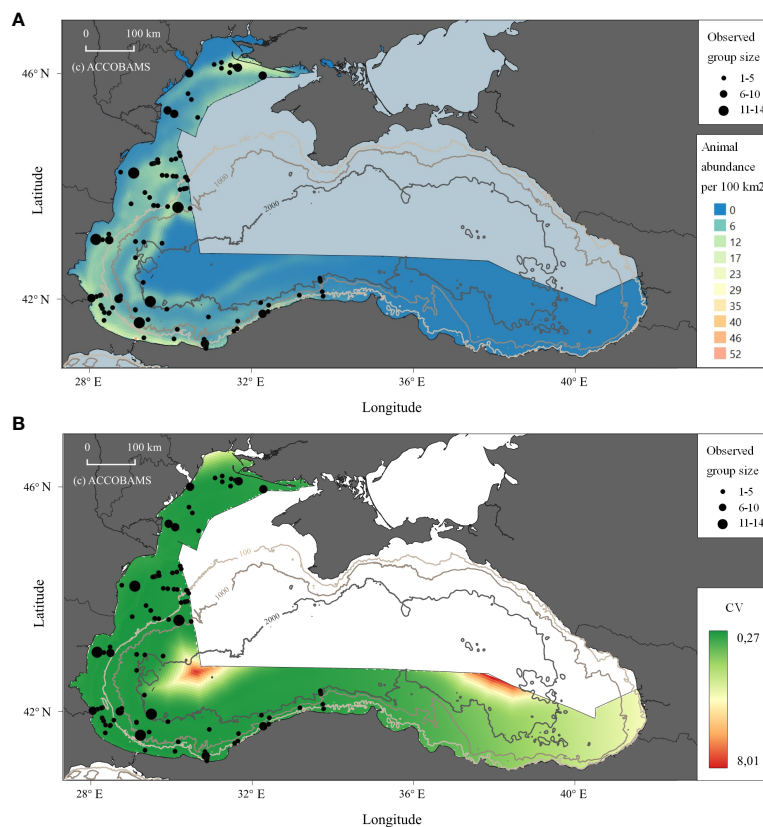 A
0 100 km
(c) ACCOBAMS
46° N
42° N
Latitude
1000
2000
28° E 32° E 36° E 40° E
Longitude
Observed
group size
1-5
6-10
11-14
Animal
abundance
per 100 km2
0
6
12
17
23
29
35
40
46
52
B
0 100 km
(c) ACCOBAMS
46° N
42° N
Latitude
100
1000
2000
28° E 32° E 36° E 40° E
Longitude
Observed
group size
1-5
6-10
11-14
CV
0,27
8,01